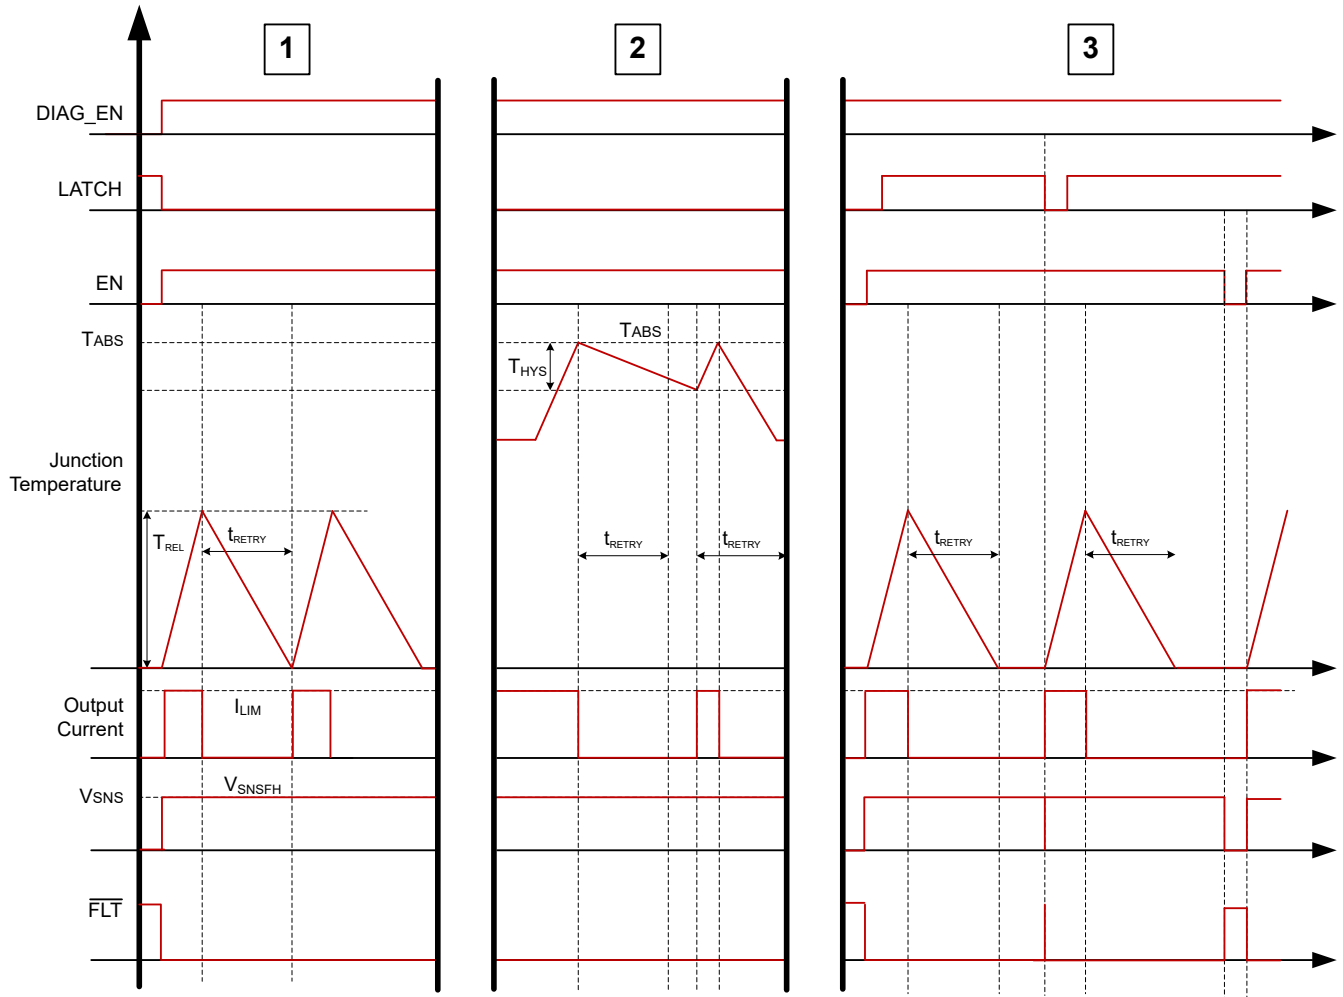 1
2
3
DIAG_EN
LATCH
EN
TABS
TABS
THYS
Junction
Temperature
TREL
tRETRY
tRETRY
tRETRY
tRETRY
tRETRY
Output
Current
ILIM
VSNS
VSNSFH
FLT